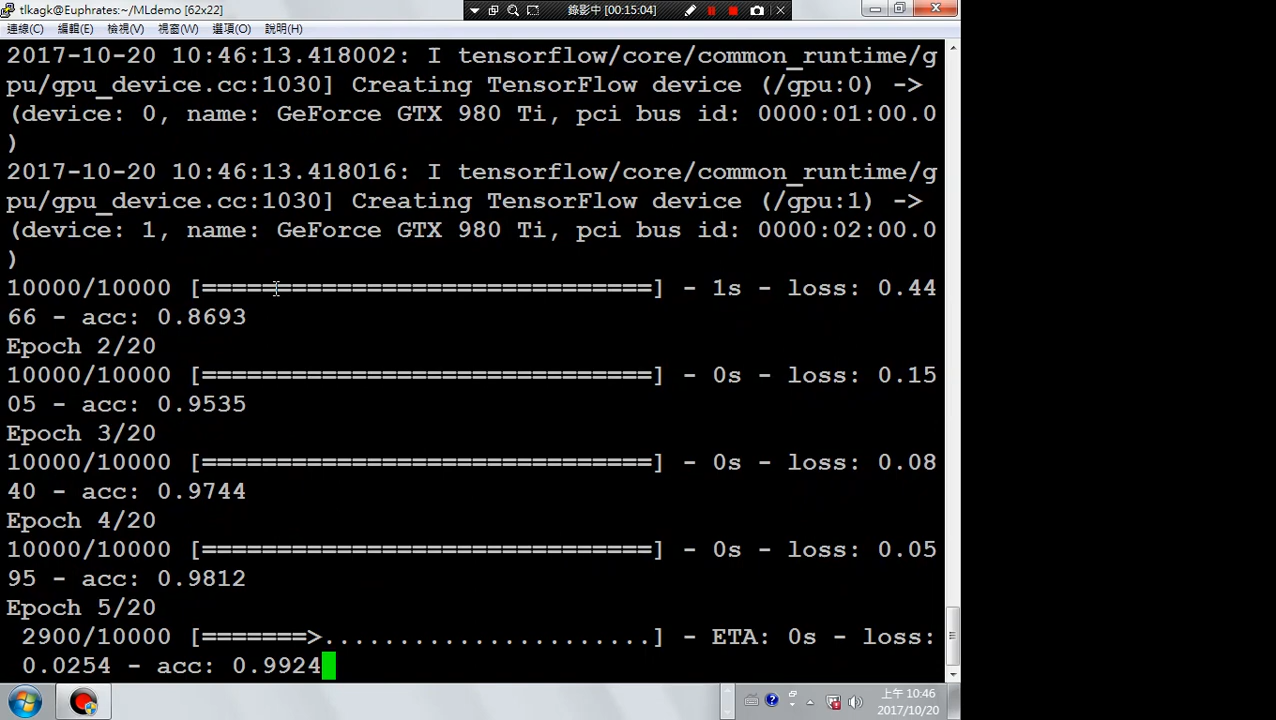 tlkagk@Euphrates:~/MLdemo [62x22]
錄影中 [00:15:04]
連線(C) 編輯(E) 檢視(V) 視窗(W) 選項(O) 說明(H)
2017-10-20 10:46:13.418002: I tensorflow/core/common_runtime/g
pu/gpu_device.cc:1030] Creating TensorFlow device (/gpu:0) ->
(device: 0, name: GeForce GTX 980 Ti, pci bus id: 0000:01:00.0
)
2017-10-20 10:46:13.418016: I tensorflow/core/common_runtime/g
pu/gpu_device.cc:1030] Creating TensorFlow device (/gpu:1) ->
(device: 1, name: GeForce GTX 980 Ti, pci bus id: 0000:02:00.0
)
10000/10000 [==============================] - 1s - loss: 0.44
66 - acc: 0.8693
Epoch 2/20
10000/10000 [==============================] - 0s - loss: 0.15
05 - acc: 0.9535
Epoch 3/20
10000/10000 [==============================] - 0s - loss: 0.08
40 - acc: 0.9744
Epoch 4/20
10000/10000 [==============================] - 0s - loss: 0.05
95 - acc: 0.9812
Epoch 5/20
2900/10000 [=======>......................] - ETA: 0s - loss:
0.0254 - acc: 0.9924
上午 10:46
2017/10/20